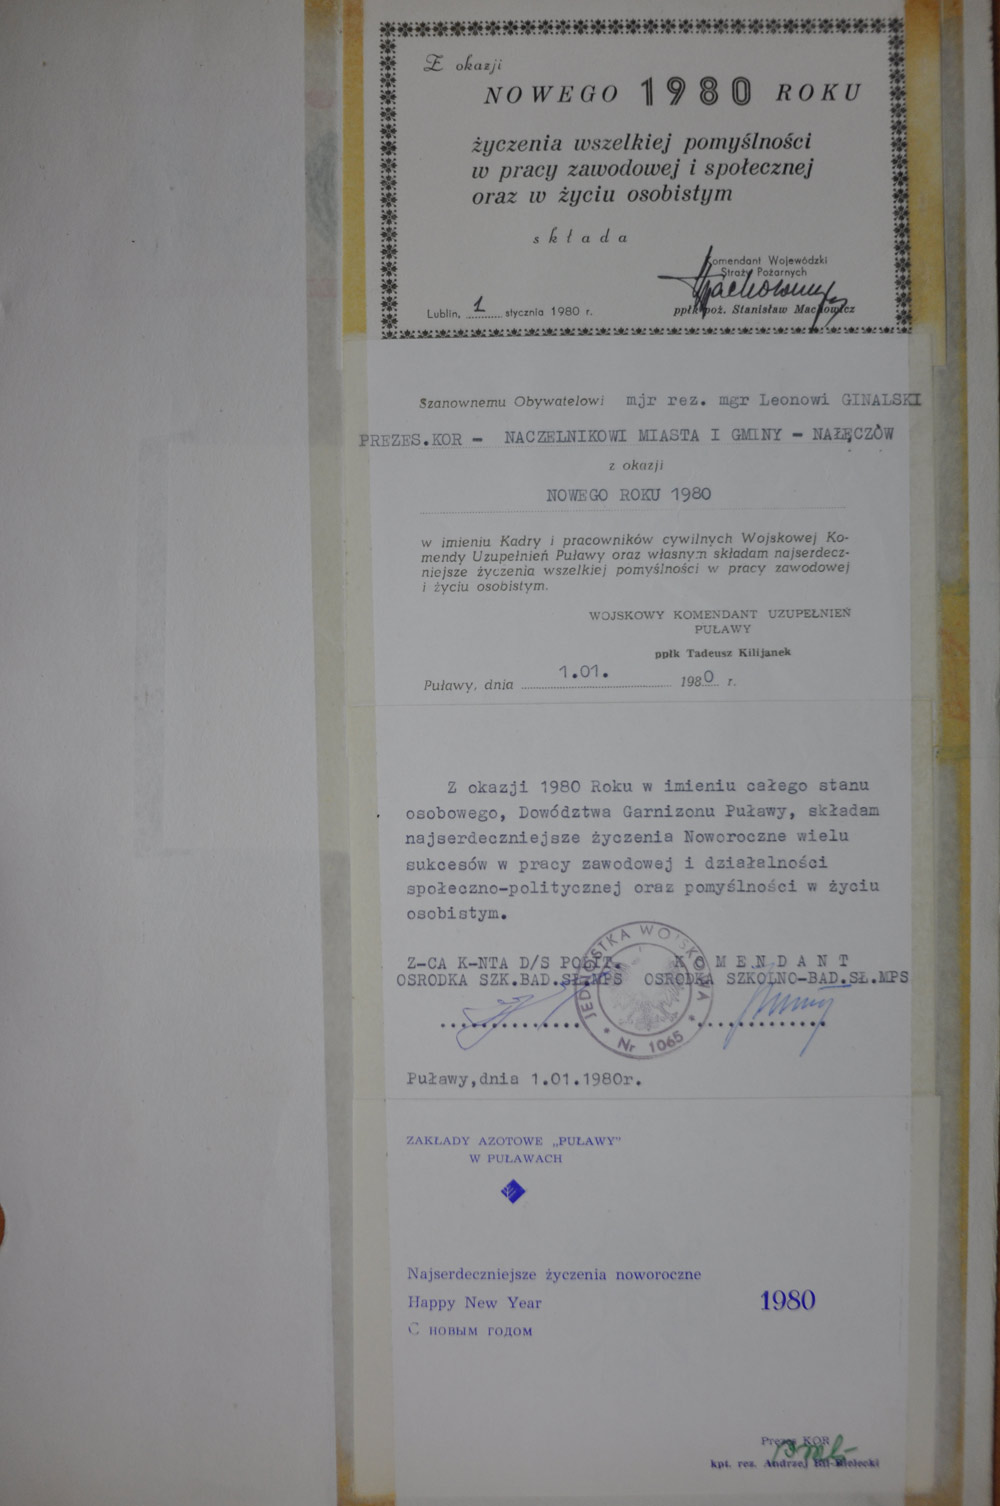 Z okazji
NOWEGO 1980 ROKU
życzenia wszelkiej pomyślności
w pracy zawodowej i społecznej
oraz w życiu osobistym
składa
Komendant Wojewódzki
Straży Pożarnych
Lublin, 1 stycznia 1980 r.
ppłk poż. Stanisław Machowicz
Szanownemu Obywatelowi mjr rez. mgr Leonowi GINALSKI
PREZES.KOR - NACZELNIKOWI MIASTA I GMINY - NAŁĘCZÓW
z okazji
NOWEGO ROKU 1980
w imieniu Kadry i pracowników cywilnych Wojskowej Ko-
mendy Uzupełnień Puławy oraz własnym składam najserdecz-
niejsze życzenia wszelkiej pomyślności w pracy zawodowej
i życiu osobistym.
WOJSKOWY KOMENDANT UZUPEŁNIEŃ
PUŁAWY
ppłk Tadeusz Kilijanek
Puławy, dnia 1.01. 1980 r.
Z okazji 1980 Roku w imieniu całego stanu
osobowego, Dowództwa Garnizonu Puławy, składam
najserdeczniejsze życzenia Noworoczne wielu
sukcesów w pracy zawodowej i działalności
społeczno-politycznej oraz pomyślności w życiu
osobistym.
Z-CA K-NTA D/S POLIT. KOMENDANT
OSRODKA SZK.BAD.SŁ.MPS OSRODKA SZKOLNO-BAD.SŁ.MPS
JEDNOSTKA WOJSKOWA
Nr 1065
Puławy,dnia 1.01.1980r.
ZAKŁADY AZOTOWE „PUŁAWY”
W PUŁAWACH
Najserdeczniejsze życzenia noworoczne
Happy New Year 1980
С новым годом
Prezes KOR
kpt. rez. Andrzej